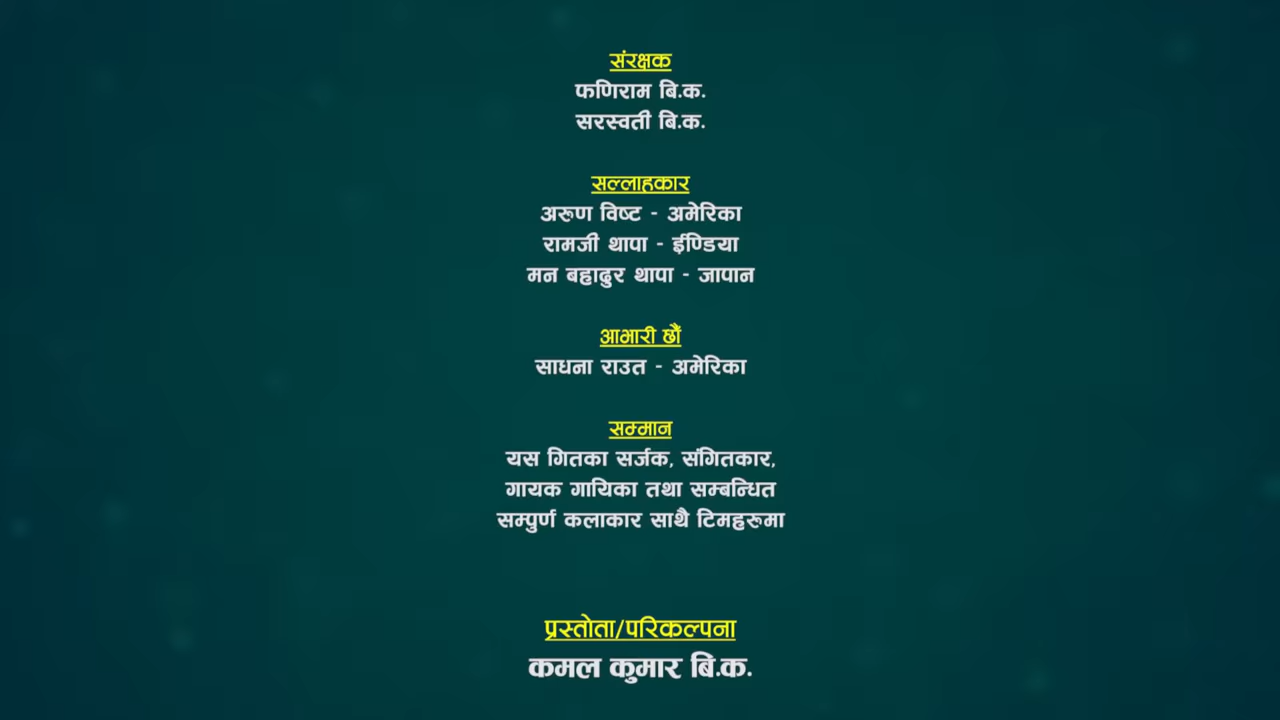 संरक्षक
फणिराम बि.क.
सरस्वती बि.क.
सल्लाहकार
अरुण विष्ट - अमेरिका
रामजी थापा - ईण्डिया
मन बहादुर थापा - जापान
आभारी छौं
साधना राउत - अमेरिका
सम्मान
यस गितका सर्जक, संगितकार,
गायक गायिका तथा सम्बन्धित
सम्पुर्ण कलाकार साथै टिमहरुमा
प्रस्तोता/परिकल्पना
कमल कुमार बि.क.